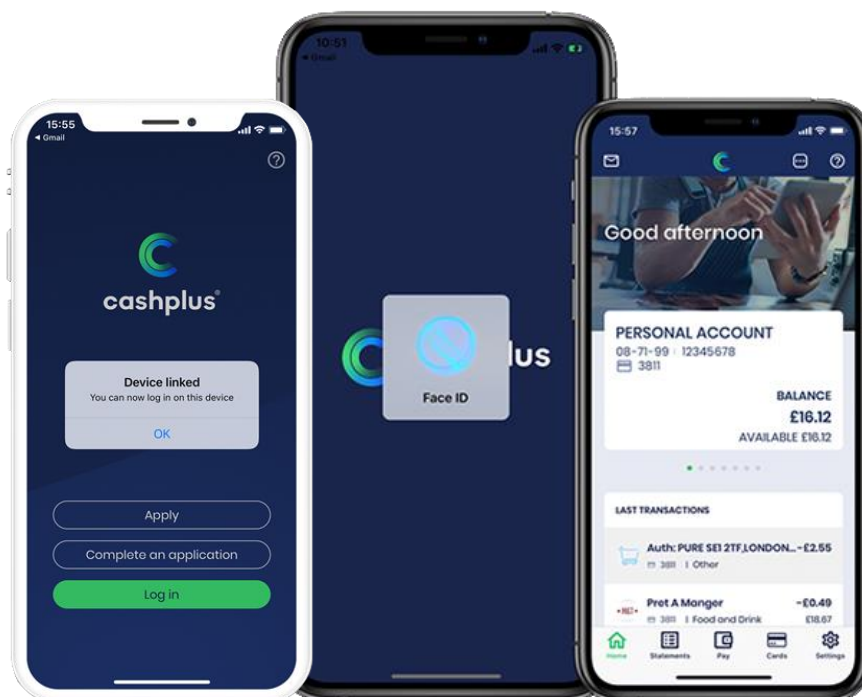 15:55
Gmail
cashplus®
Device linked
You can now log in on this device
OK
Apply
Complete an application
Log in
10:51
Gmail
lus
Face ID
15:57
Good afternoon
PERSONAL ACCOUNT
08-71-99 12345678
3811
BALANCE
£16.12
AVAILABLE £16.12
LAST TRANSACTIONS
Auth: PURE SE1 2TF,LONDON... -£2.55
3811 | Other
PRET
Pret A Manger -£0.49
3811 | Food and Drink £18.67
Home Statements Pay Cards Settings